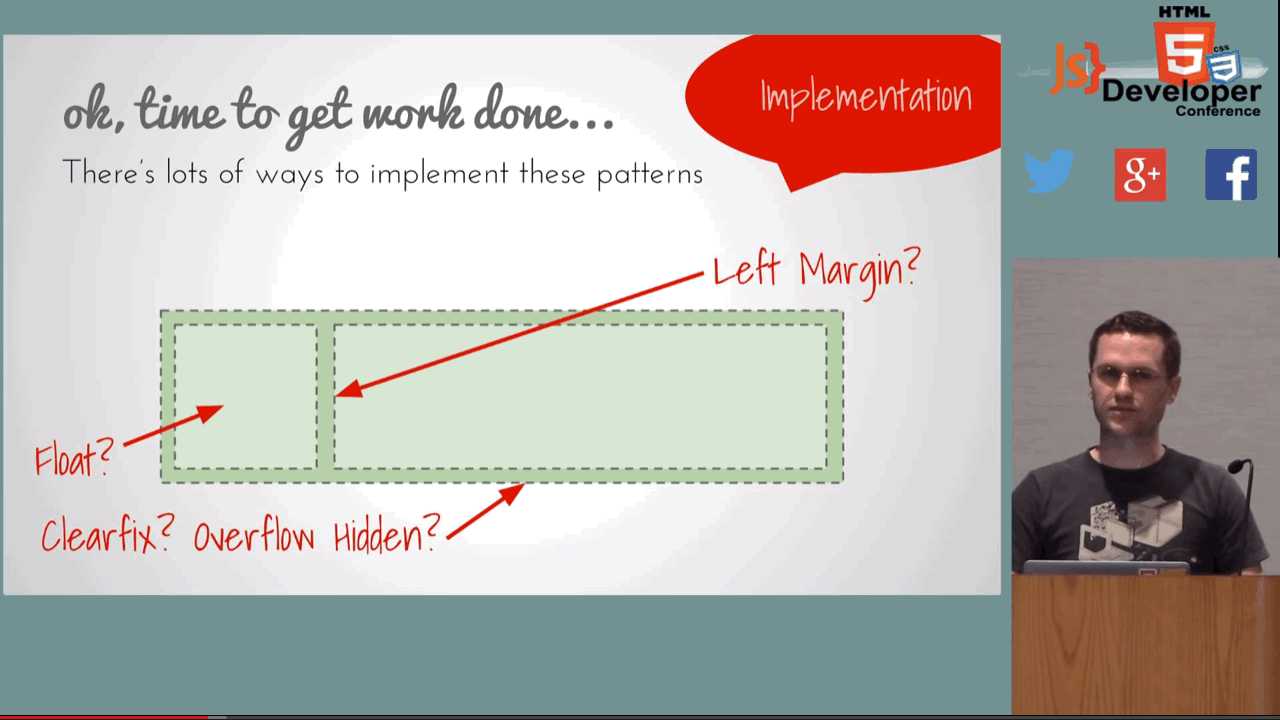 ok, time to get work done...
There's lots of ways to implement these patterns
Implementation
Left Margin?
Float?
Clearfix? Overflow Hidden?
HTML
5
CSS
3
JS}
Developer
Conference
g+
f